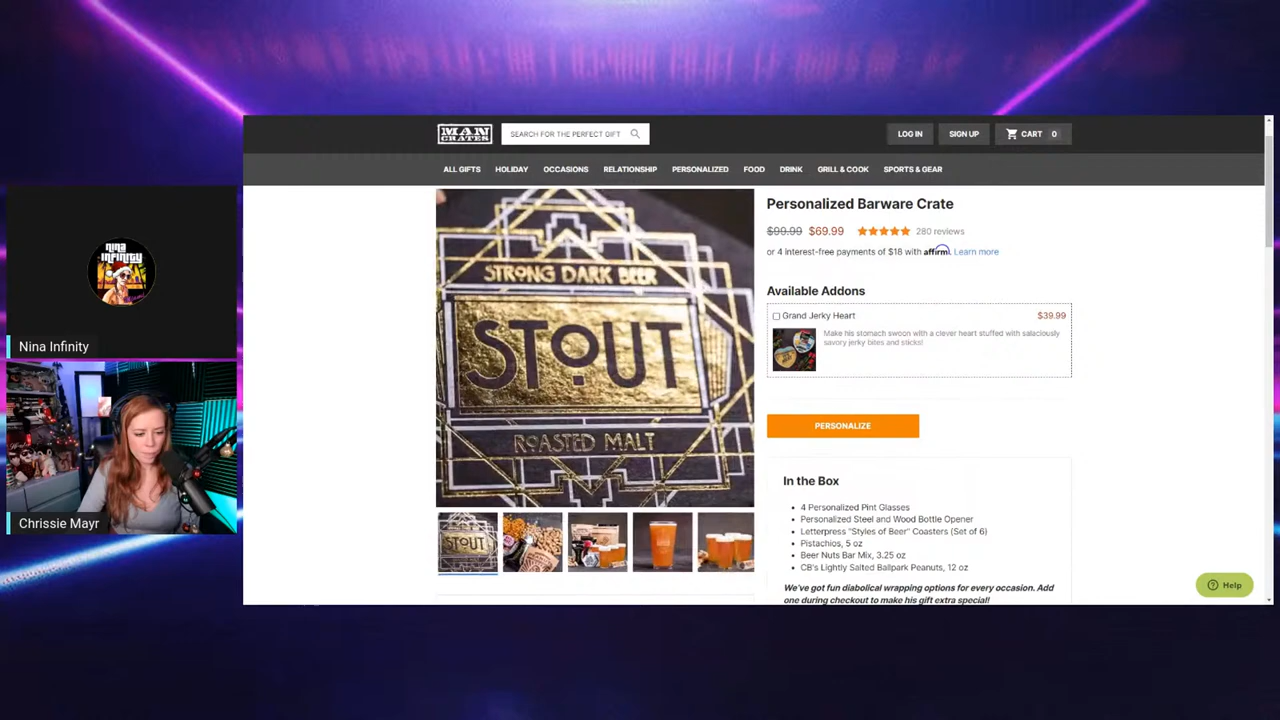 MAN
CRATES
SEARCH FOR THE PERFECT GIFT
LOG IN
SIGN UP
CART 0
ALL GIFTS
HOLIDAY
OCCASIONS
RELATIONSHIP
PERSONALIZED
FOOD
DRINK
GRILL & COOK
SPORTS & GEAR
STRONG DARK BEER
STOUT
ROASTED MALT
STOUT
Personalized Barware Crate
$99.99 $69.99 280 reviews
or 4 interest-free payments of $18 with affirm. Learn more
Available Addons
Grand Jerky Heart $39.99
Make his stomach swoon with a clever heart stuffed with salaciously
savory jerky bites and sticks!
PERSONALIZE
In the Box
• 4 Personalized Pint Glasses
• Personalized Steel and Wood Bottle Opener
• Letterpress "Styles of Beer" Coasters (Set of 6)
• Pistachios, 5 oz
• Beer Nuts Bar Mix, 3.25 oz
• CB's Lightly Salted Ballpark Peanuts, 12 oz
We've got fun diabolical wrapping options for every occasion. Add
one during checkout to make his gift extra special!
Help
nina
infinity
Nina Infinity
Chrissie Mayr